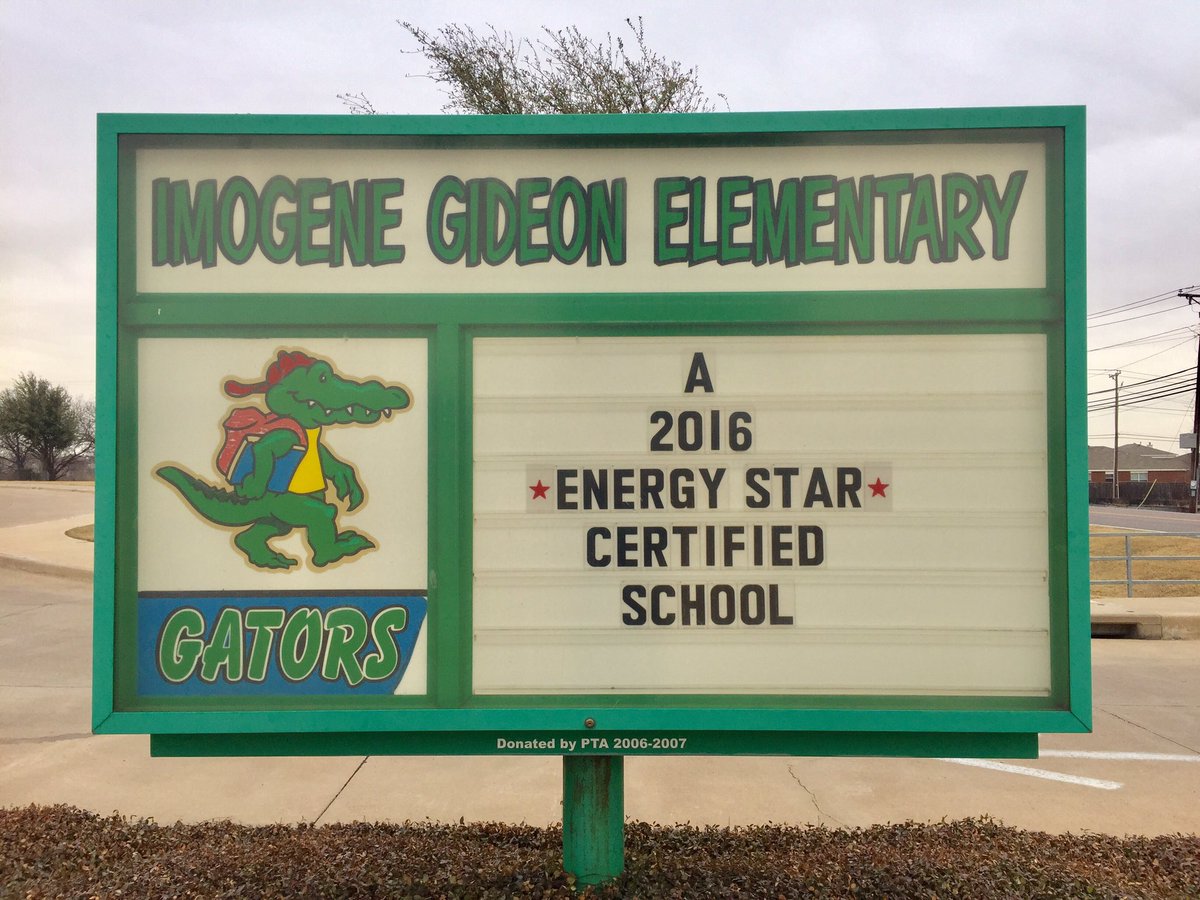 IMOGENE GIDEON ELEMENTARY
GATORS
A
2016
ENERGY STAR
CERTIFIED
SCHOOL
Donated by PTA 2006-2007